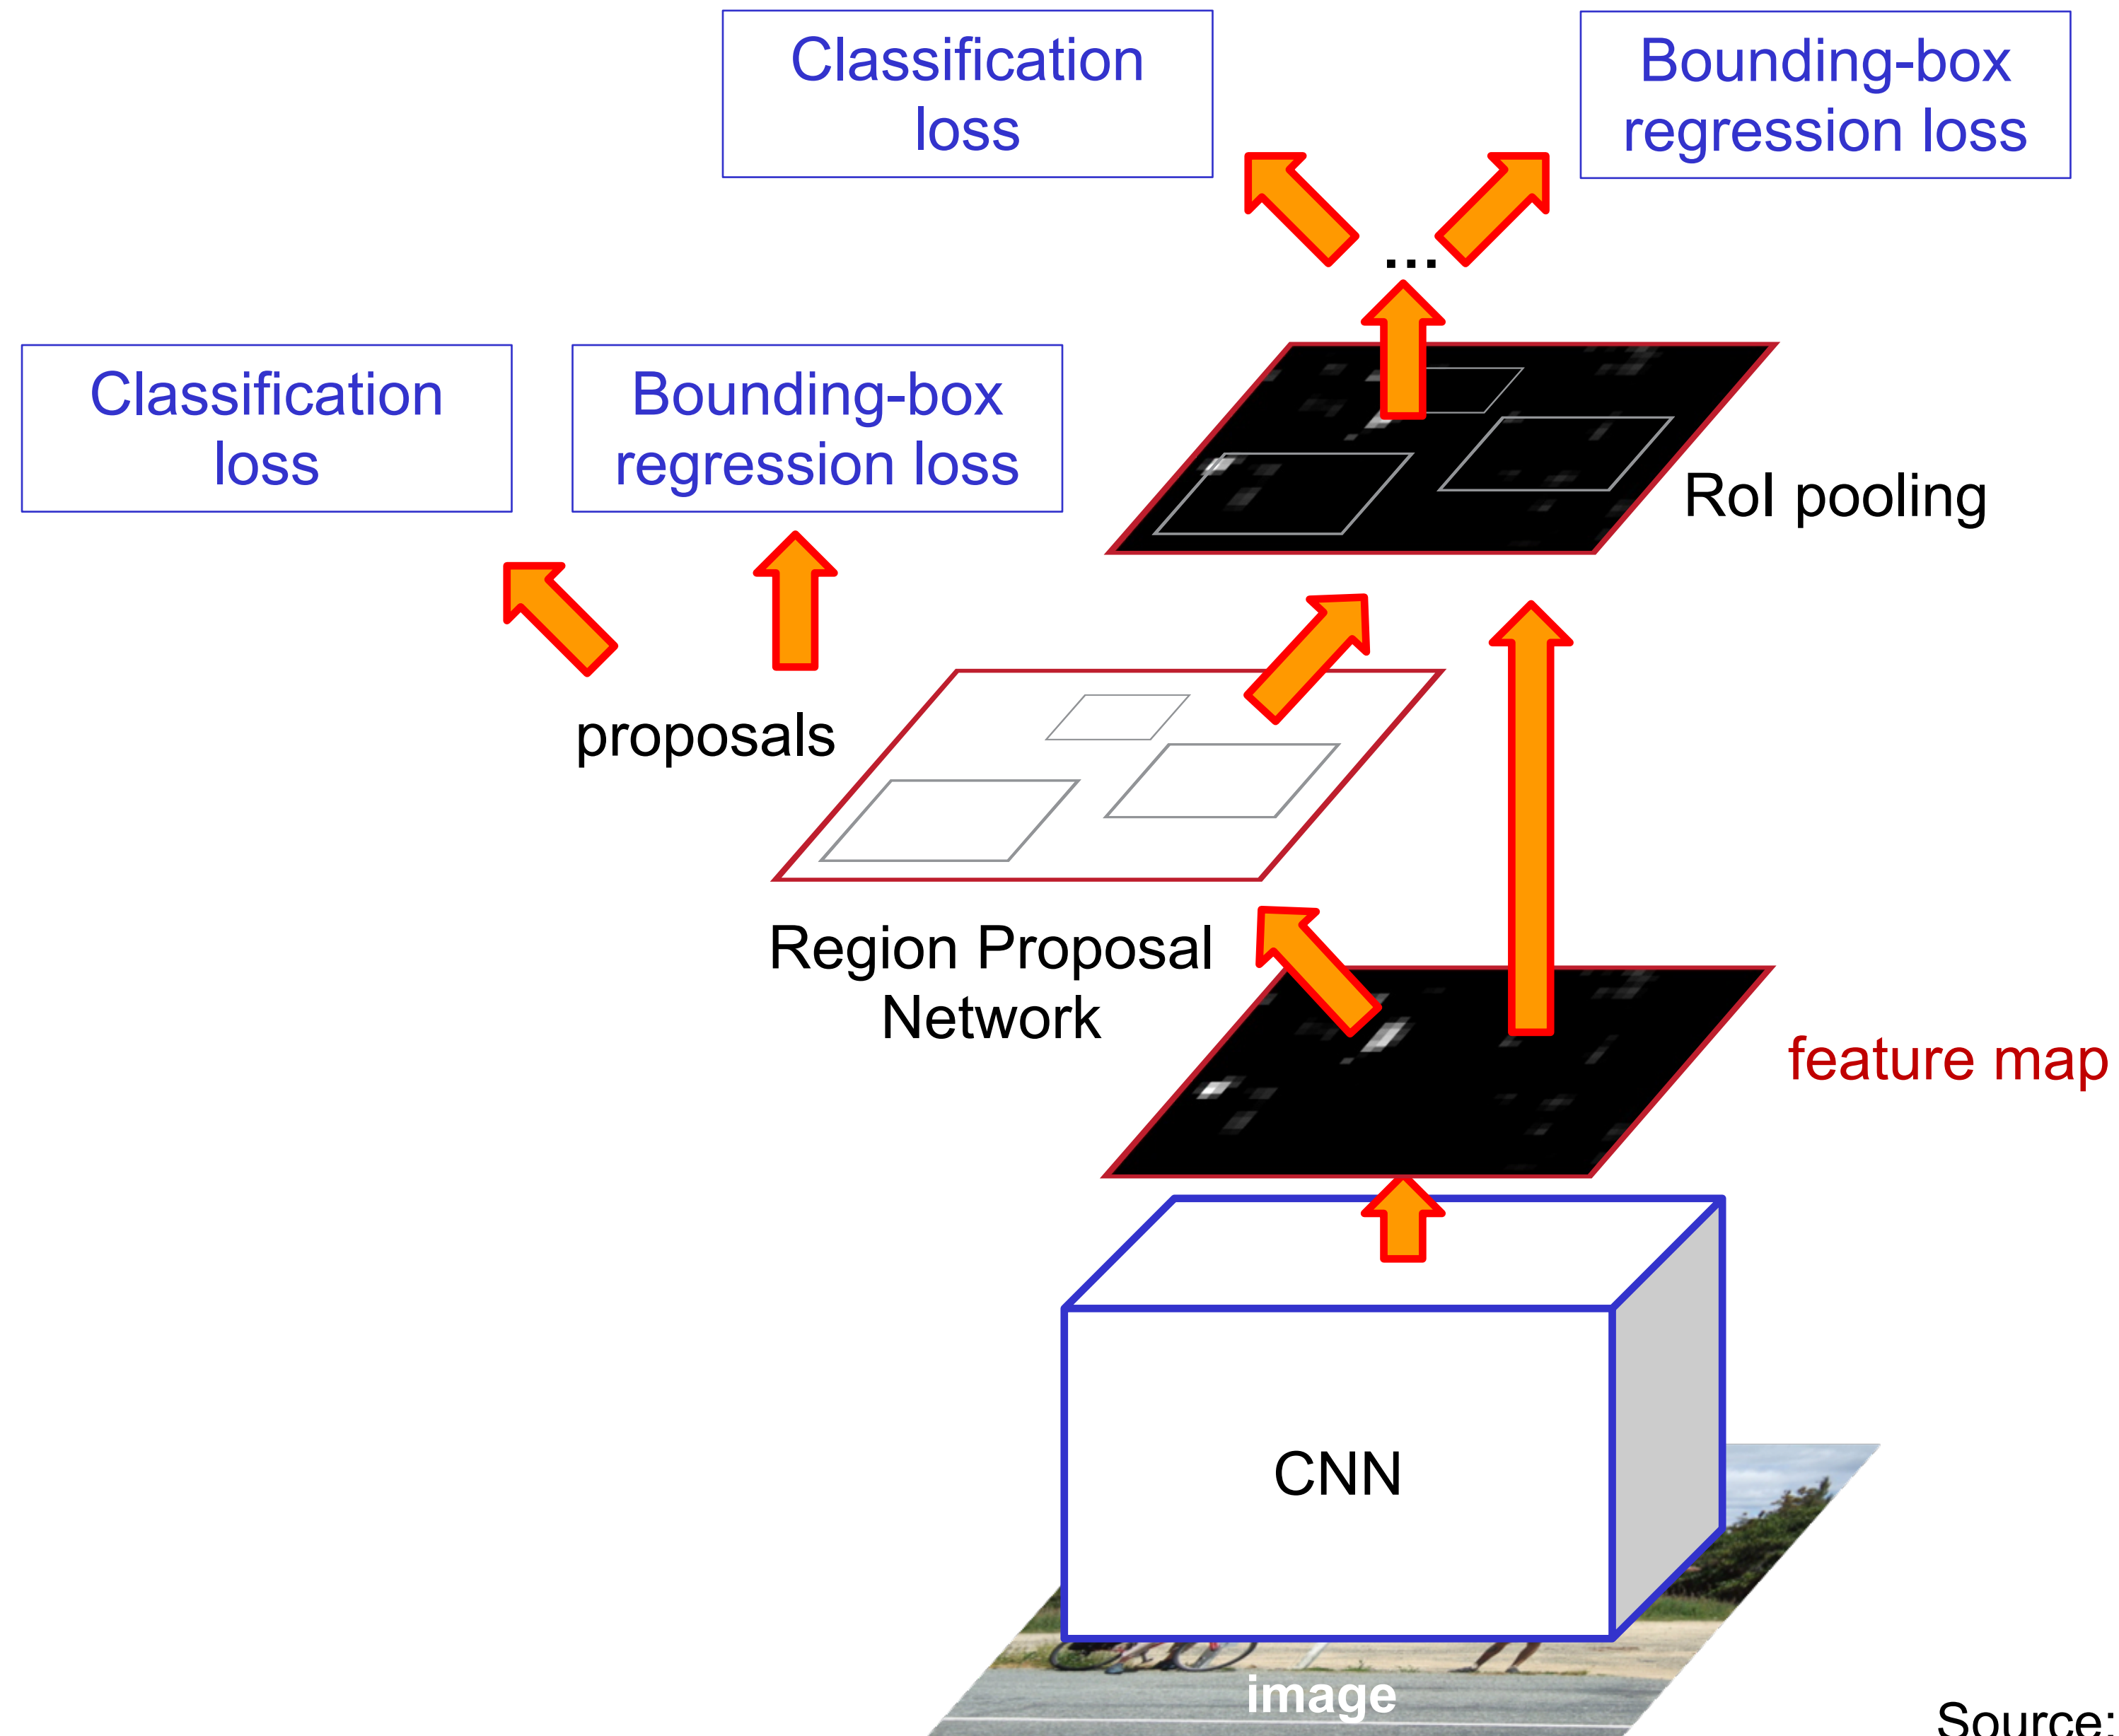 Classification
loss
Bounding-box
regression loss
...
Classification
loss
Bounding-box
regression loss
RoI pooling
proposals
Region Proposal
Network
feature map
CNN
image
Source: